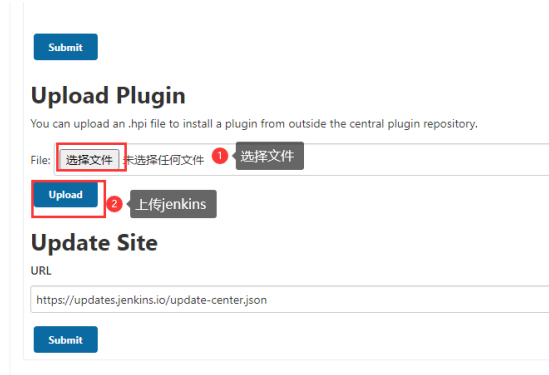 Submit
Upload Plugin
You can upload an .hpi file to install a plugin from outside the central plugin repository.
File: 选择文件 未选择任何文件 1 选择文件
Upload
2 上传jenkins
Update Site
URL
https://updates.jenkins.io/update-center.json
Submit